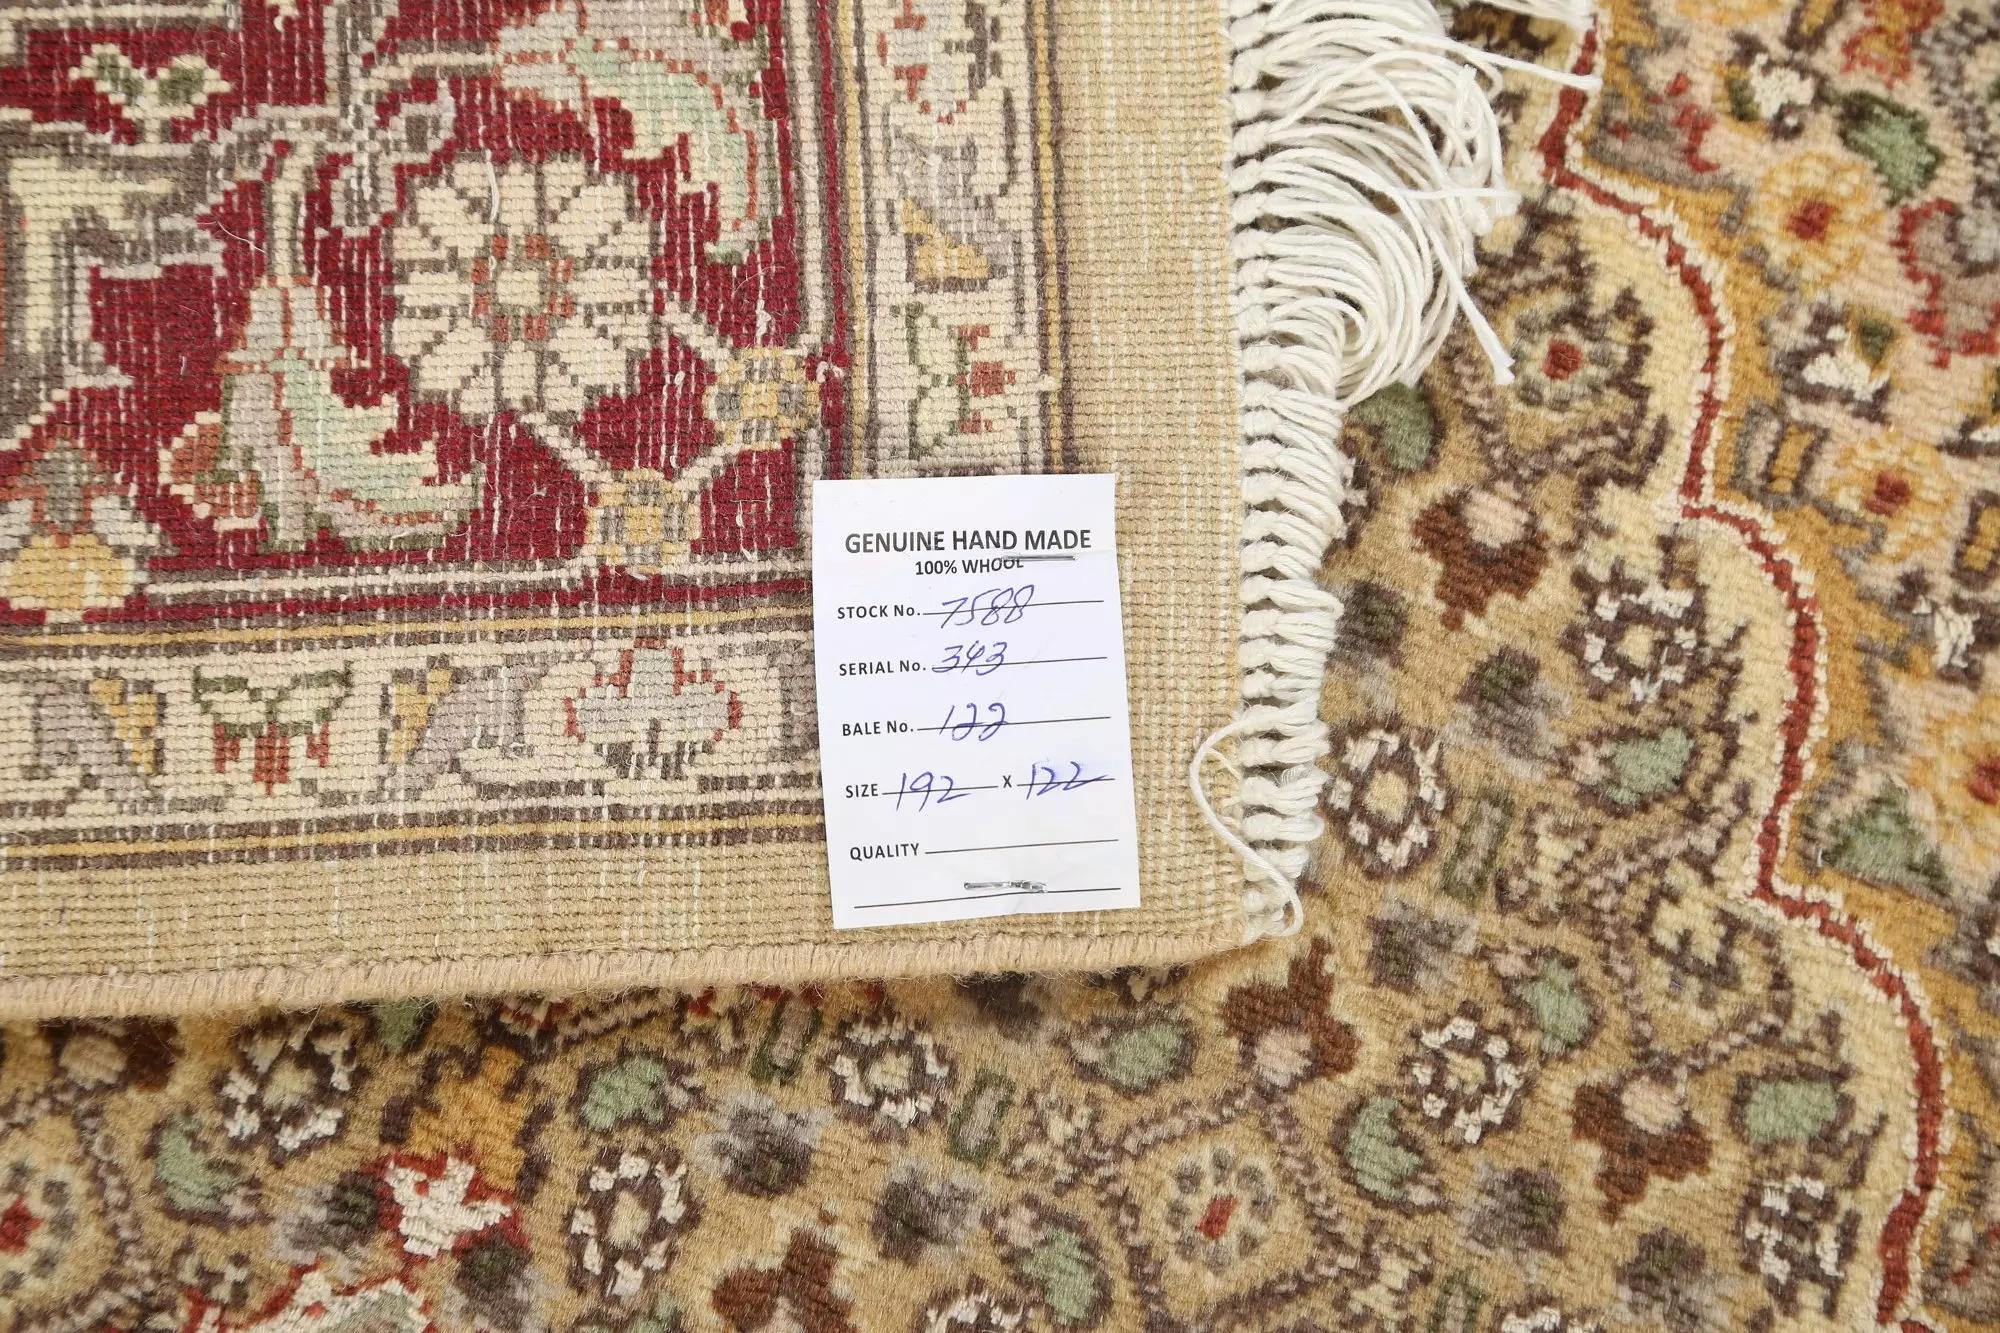 GENUINE HAND MADE
100% WHOOL
STOCK No. 7588
SERIAL No. 343
BALE No. 122
SIZE 192 X 122
QUALITY